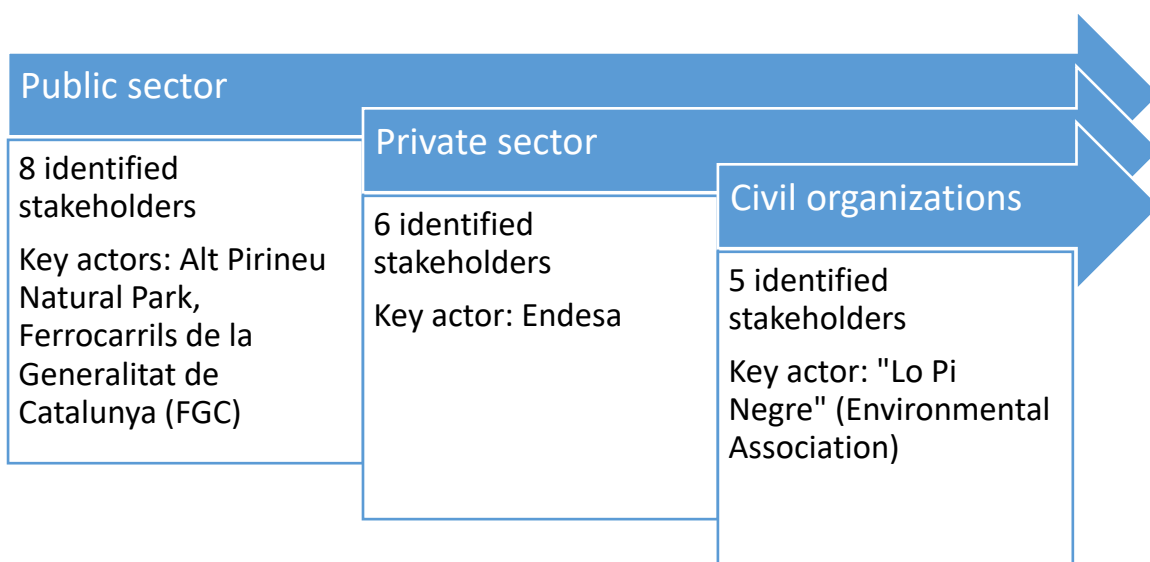 Public sector
8 identified
stakeholders
Key actors: Alt Pirineu
Natural Park,
Ferrocarrils de la
Generalitat de
Catalunya (FGC)
Private sector
6 identified
stakeholders
Key actor: Endesa
Civil organizations
5 identified
stakeholders
Key actor: "Lo Pi
Negre" (Environmental
Association)